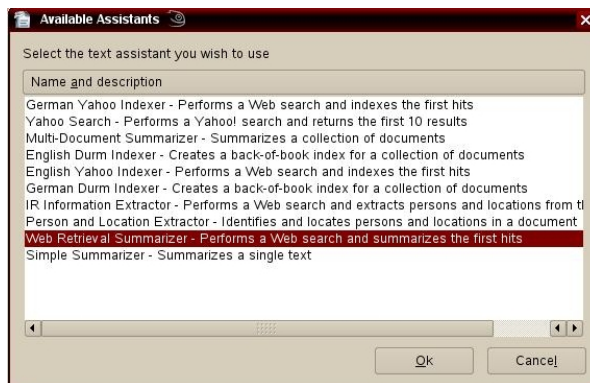 Available Assistants
Select the text assistant you wish to use
Name and description
German Yahoo Indexer - Performs a Web search and indexes the first hits
Yahoo Search - Performs a Yahoo! search and returns the first 10 results
Multi-Document Summarizer - Summarizes a collection of documents
English Durm Indexer - Creates a back-of-book index for a collection of documents
English Yahoo Indexer - Performs a Web search and indexes the first hits
German Durm Indexer - Creates a back-of-book index for a collection of documents
IR Information Extractor - Performs a Web search and extracts persons and locations from
Person and Location Extractor - Identifies and locates persons and locations in a document
Web Retrieval Summarizer - Performs a Web search and summarizes the first hits
Simple Summarizer - Summarizes a single text
Ok
Cancel